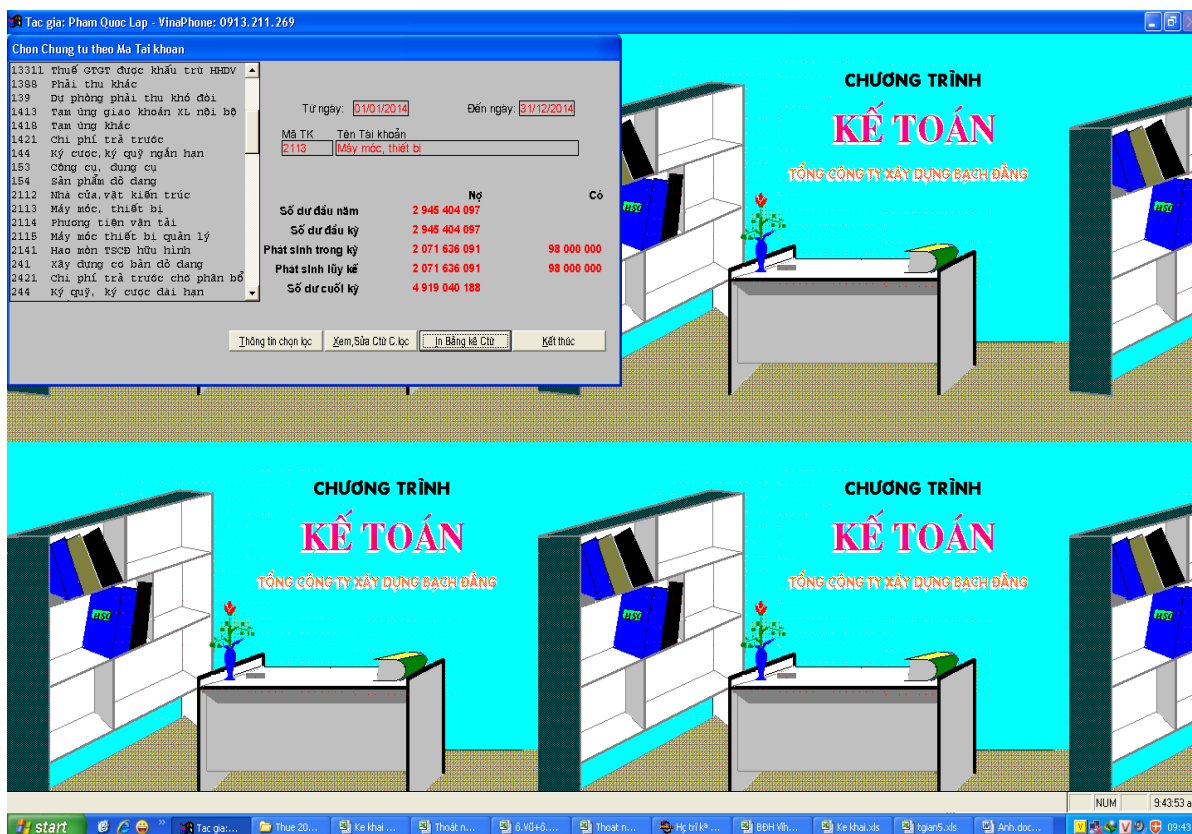 Tac gia: Pham Quoc Lap - VinaPhone: 0913.211.269
Chon Chung tu theo Ma Tai khoan
13311 Thuế GTGT được khấu trừ HHDV
1388 Phải thu khác
139 Dự phòng phải thu khó đòi
1413 Tạm ứng giao khoán XL nội bộ
1418 Tạm ứng khác
1421 Chi phí trả trước
144 Ký cược, ký quỹ ngắn hạn
153 Công cụ, dụng cụ
154 Sản phẩm dở dang
2112 Nhà cửa,vật kiến trúc
2113 Máy móc, thiết bị
2114 Phương tiện vận tải
2115 Máy móc thiết bị quản lý
2141 Hao mòn TSCĐ hữu hình
241 Xây dựng cơ bản dở dang
2421 Chi phí trả trước chờ phân bổ
244 Ký quỹ, ký cược dài hạn
Từ ngày: 01/01/2014 Đến ngày: 31/12/2014
Mã TK Tên Tài khoản
2113 Máy móc, thiết bị
Nợ Có
Số dư đầu năm 2 945 404 097
Số dư đầu kỳ 2 945 404 097
Phát sinh trong kỳ 2 071 636 091 98 000 000
Phát sinh lũy kế 2 071 636 091 98 000 000
Số dư cuối kỳ 4 919 040 188
Thông tin chọn lọc Xem,Sửa Ctừ C.lọc In Bảng kê Ctừ Kết thúc
CHƯƠNG TRÌNH
KẾ TOÁN
TỔNG CÔNG TY XÂY DỰNG BẠCH ĐẰNG
CHƯƠNG TRÌNH
KẾ TOÁN
TỔNG CÔNG TY XÂY DỰNG BẠCH ĐẰNG
CHƯƠNG TRÌNH
KẾ TOÁN
TỔNG CÔNG TY XÂY DỰNG BẠCH ĐẰNG
NUM 9:43:53 a
start Tac gia:... Thue 20... Ke khai ... Thoát n... ô.Vũ+ô.... Thoat n... BĐH Vĩn... Ke khai.xls tgian5.xls Anh.doc... 09:43